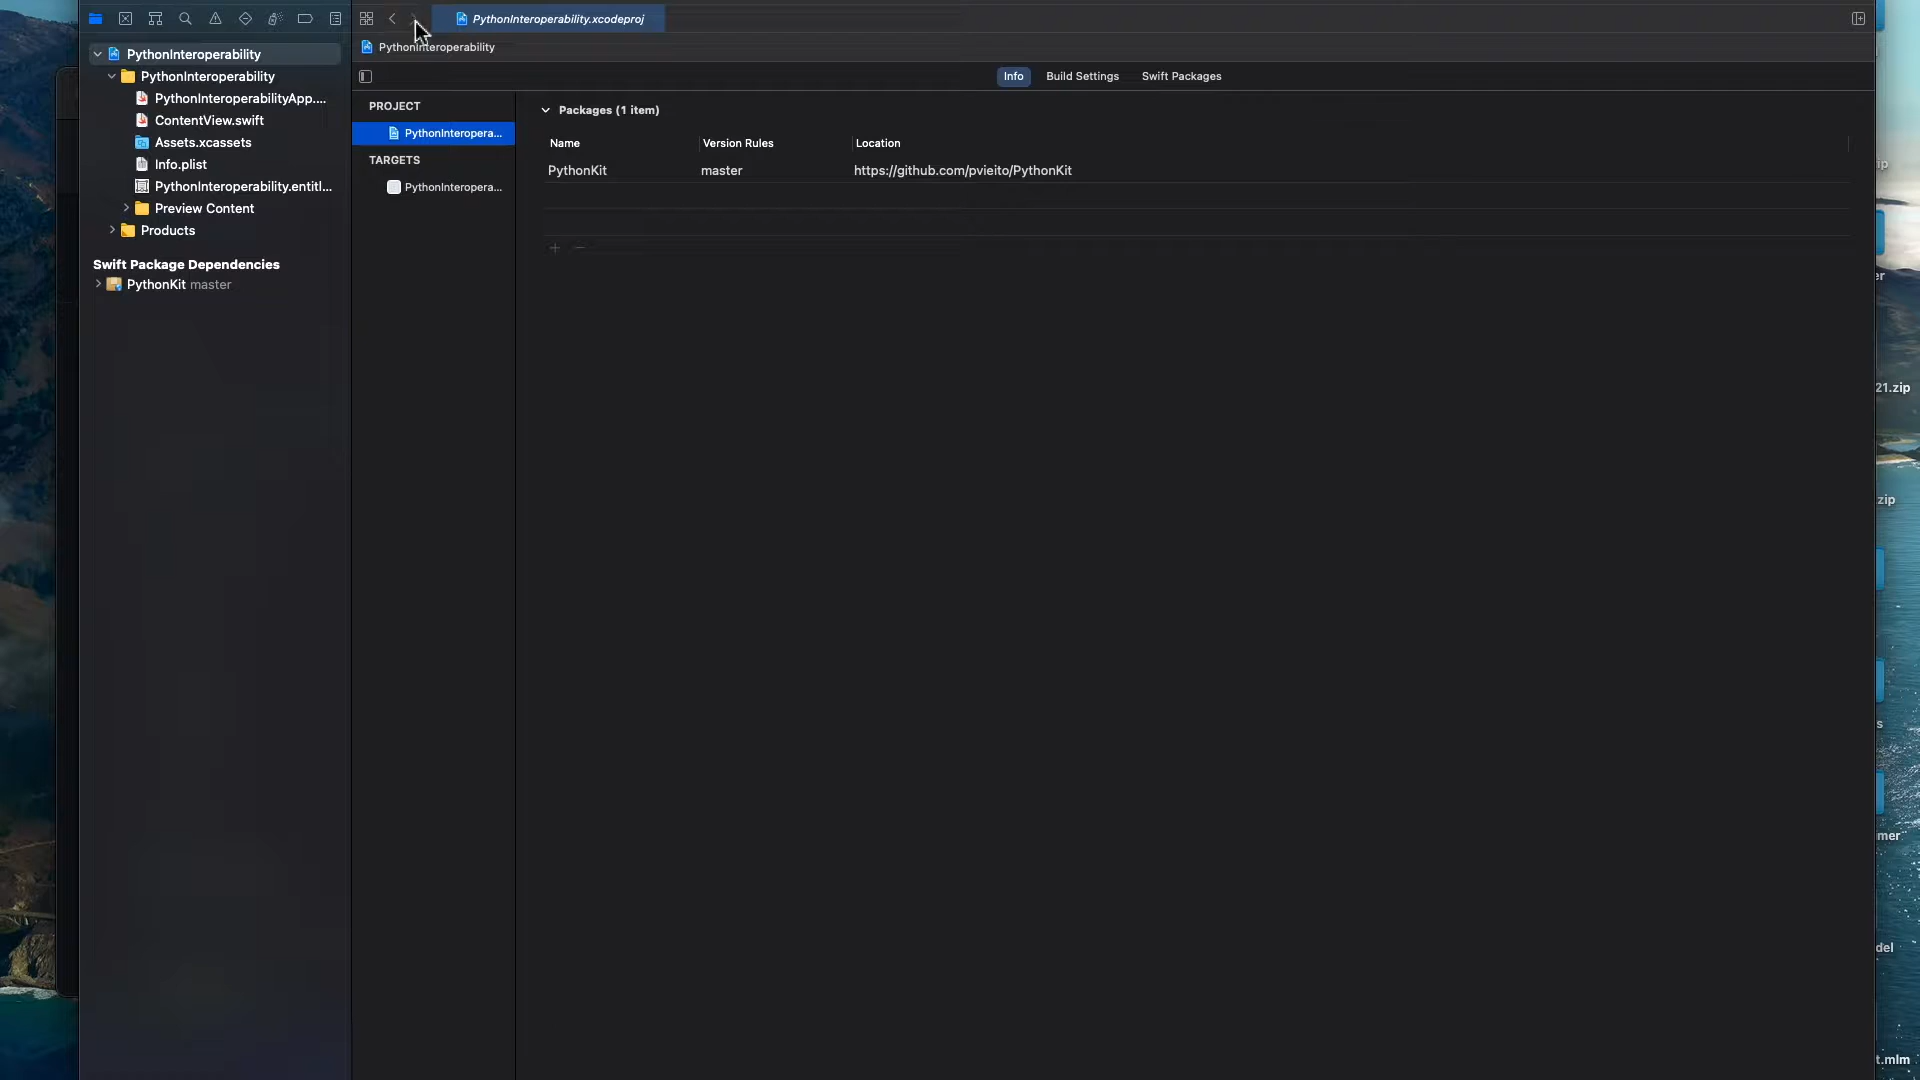 PythonInteroperability.xcodeproj
PythonInteroperability
PythonInteroperability
PythonInteroperability
PythonInteroperabilityApp....
ContentView.swift
Assets.xcassets
Info.plist
PythonInteroperability.entitl...
Preview Content
Products
Swift Package Dependencies
PythonKit master
Info
Build Settings
Swift Packages
PROJECT
PythonInteropera...
TARGETS
PythonInteropera...
Packages (1 item)
Name Version Rules Location
PythonKit master https://github.com/pvieito/PythonKit
ip
er
21.zip
zip
s
mer
del
t.mlm